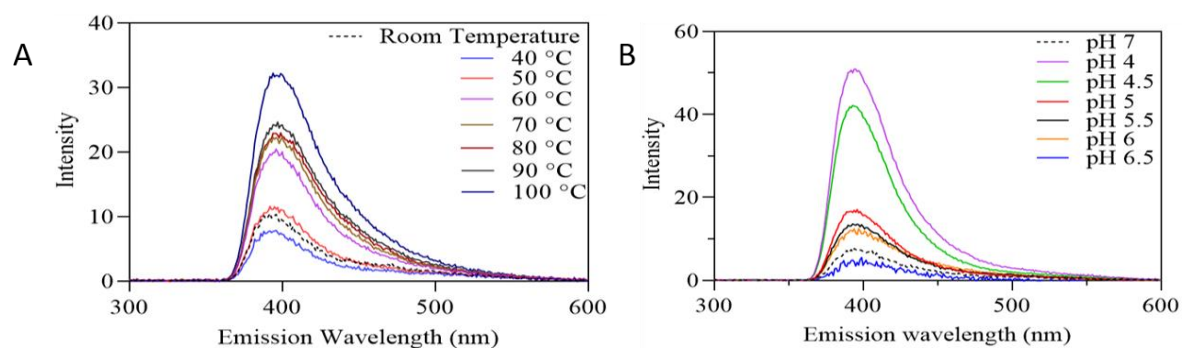 A
40
30
20
10
0
Intensity
300
400
500
600
Emission Wavelength (nm)
Room Temperature
40 °C
50 °C
60 °C
70 °C
80 °C
90 °C
100 °C
B
60
40
20
0
Intensity
300
400
500
600
Emission wavelength (nm)
pH 7
pH 4
pH 4.5
pH 5
pH 5.5
pH 6
pH 6.5